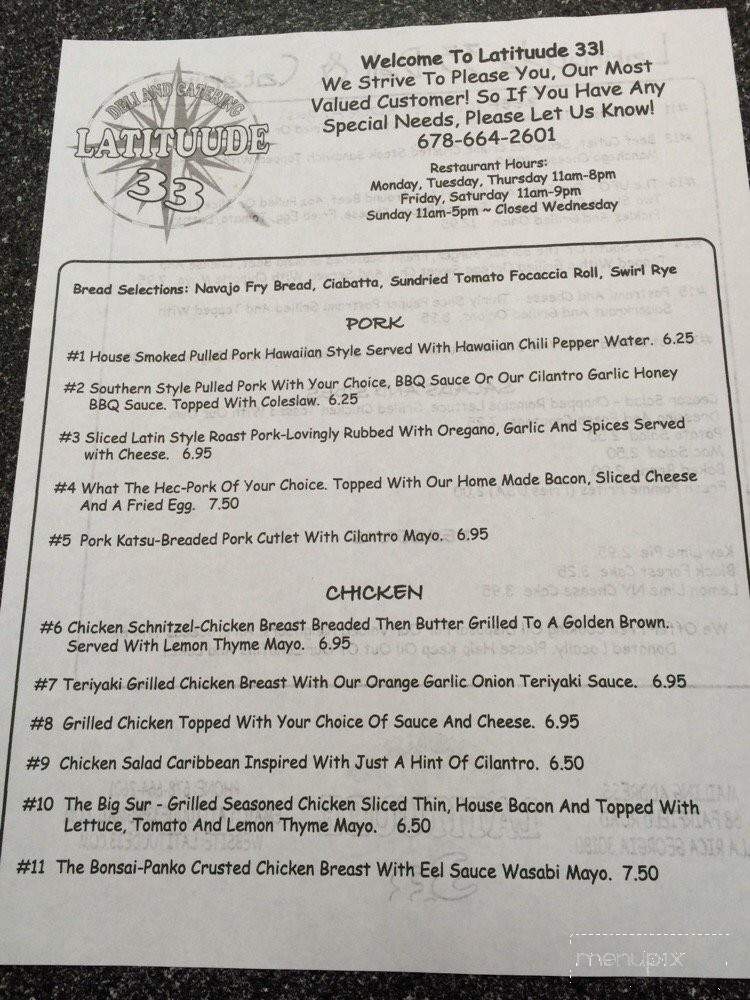 DELI AND CATERING
LATITUUDE
33
Welcome To Latituude 33!
We Strive To Please You, Our Most
Valued Customer! So If You Have Any
Special Needs, Please Let Us Know!
678-664-2601
Restaurant Hours:
Monday, Tuesday, Thursday 11am-8pm
Friday, Saturday 11am-9pm
Sunday 11am-5pm ~ Closed Wednesday
Bread Selections: Navajo Fry Bread, Ciabatta, Sundried Tomato Focaccia Roll, Swirl Rye
PORK
#1 House Smoked Pulled Pork Hawaiian Style Served With Hawaiian Chili Pepper Water. 6.25
#2 Southern Style Pulled Pork With Your Choice, BBQ Sauce Or Our Cilantro Garlic Honey
BBQ Sauce. Topped With Coleslaw. 6.25
#3 Sliced Latin Style Roast Pork-Lovingly Rubbed With Oregano, Garlic And Spices Served
with Cheese. 6.95
#4 What The Hec-Pork Of Your Choice. Topped With Our Home Made Bacon, Sliced Cheese
And A Fried Egg. 7.50
#5 Pork Katsu-Breaded Pork Cutlet With Cilantro Mayo. 6.95
CHICKEN
#6 Chicken Schnitzel-Chicken Breast Breaded Then Butter Grilled To A Golden Brown.
Served With Lemon Thyme Mayo. 6.95
#7 Teriyaki Grilled Chicken Breast With Our Orange Garlic Onion Teriyaki Sauce. 6.95
#8 Grilled Chicken Topped With Your Choice Of Sauce And Cheese. 6.95
#9 Chicken Salad Caribbean Inspired With Just A Hint Of Cilantro. 6.50
#10 The Big Sur - Grilled Seasoned Chicken Sliced Thin, House Bacon And Topped With
Lettuce, Tomato And Lemon Thyme Mayo. 6.50
#11 The Bonsai-Panko Crusted Chicken Breast With Eel Sauce Wasabi Mayo. 7.50
menupix